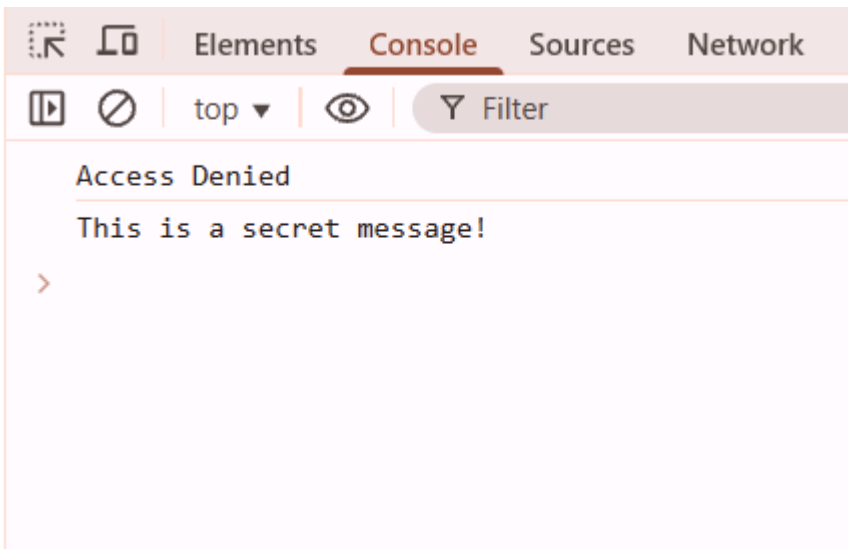 Elements Console Sources Network
top Filter
Access Denied
This is a secret message!